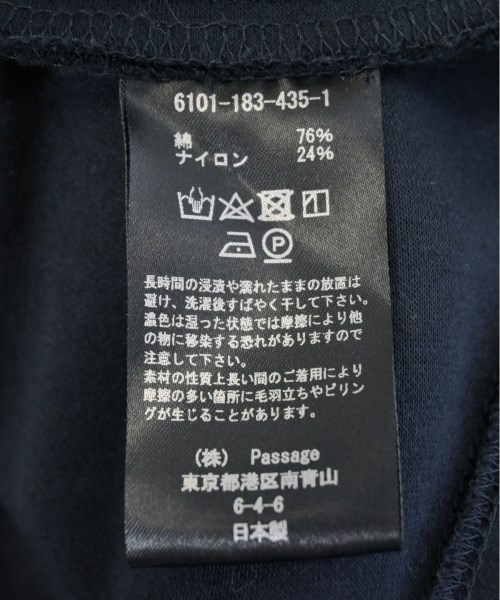 6101-183-435-1
綿 76%
ナイロン 24%
P
長時間の浸漬や濡れたままの放置は
避け、洗濯後すばやく干して下さい。
濃色は湿った状態では摩擦により他
の物に移染する恐れがありますので
注意して下さい。
素材の性質上長い間のご着用により
摩擦の多い箇所に毛羽立ちやピリン
グが生じることがあります。
(株) Passage
東京都港区南青山
6-4-6
日本製